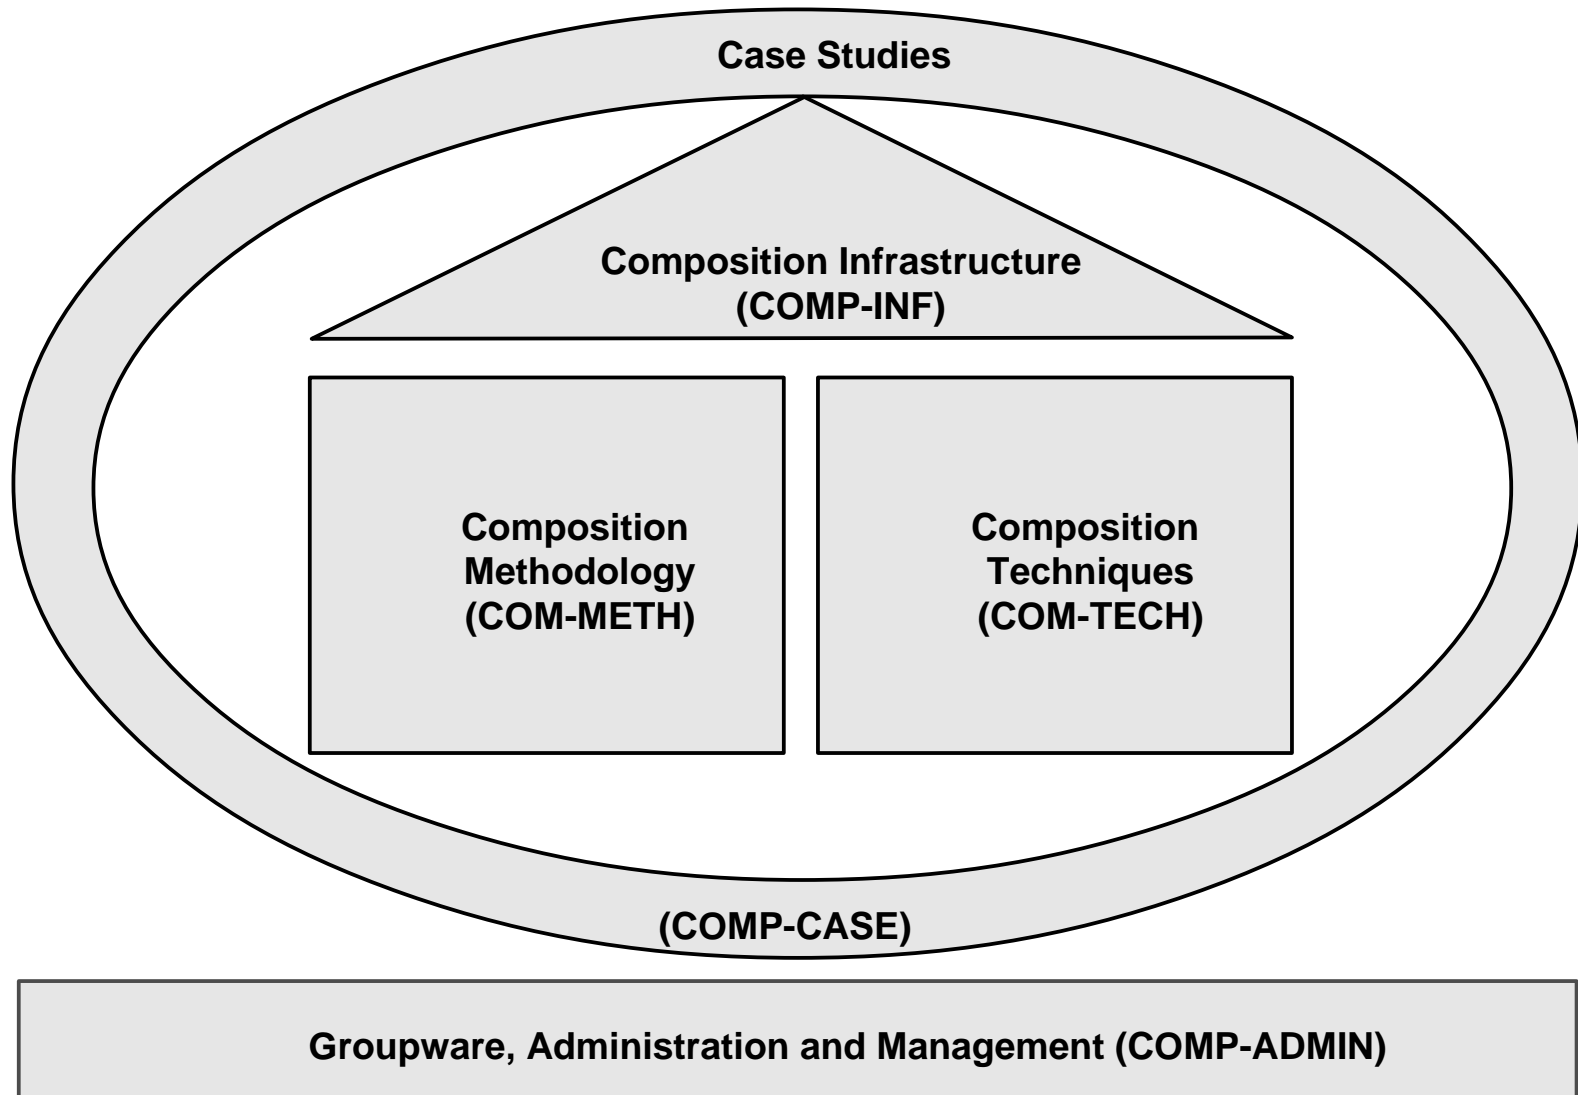 Case Studies
Composition Infrastructure
(COMP-INF)
Composition
Methodology
(COM-METH)
Composition
Techniques
(COM-TECH)
(COMP-CASE)
Groupware, Administration and Management (COMP-ADMIN)